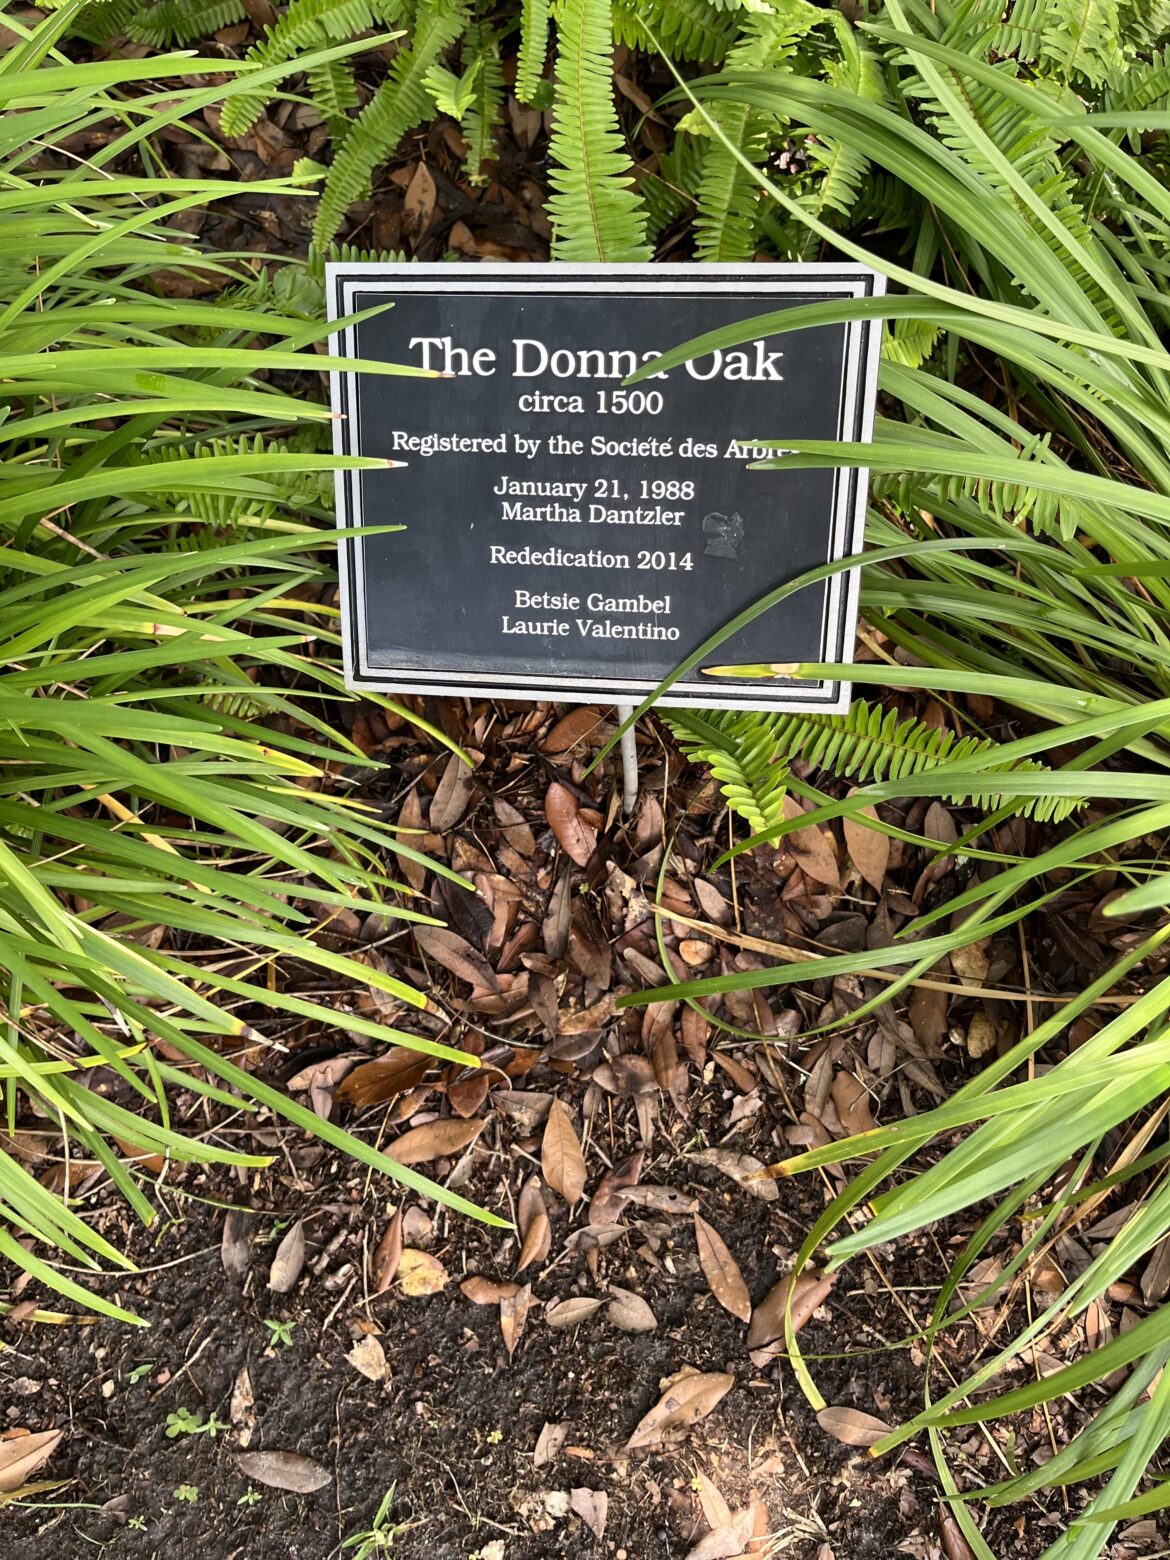 The Donna Oak
circa 1500
Registered by the Societé des Arbres
January 21, 1988
Martha Dantzler
Rededication 2014
Betsie Gambel
Laurie Valentino